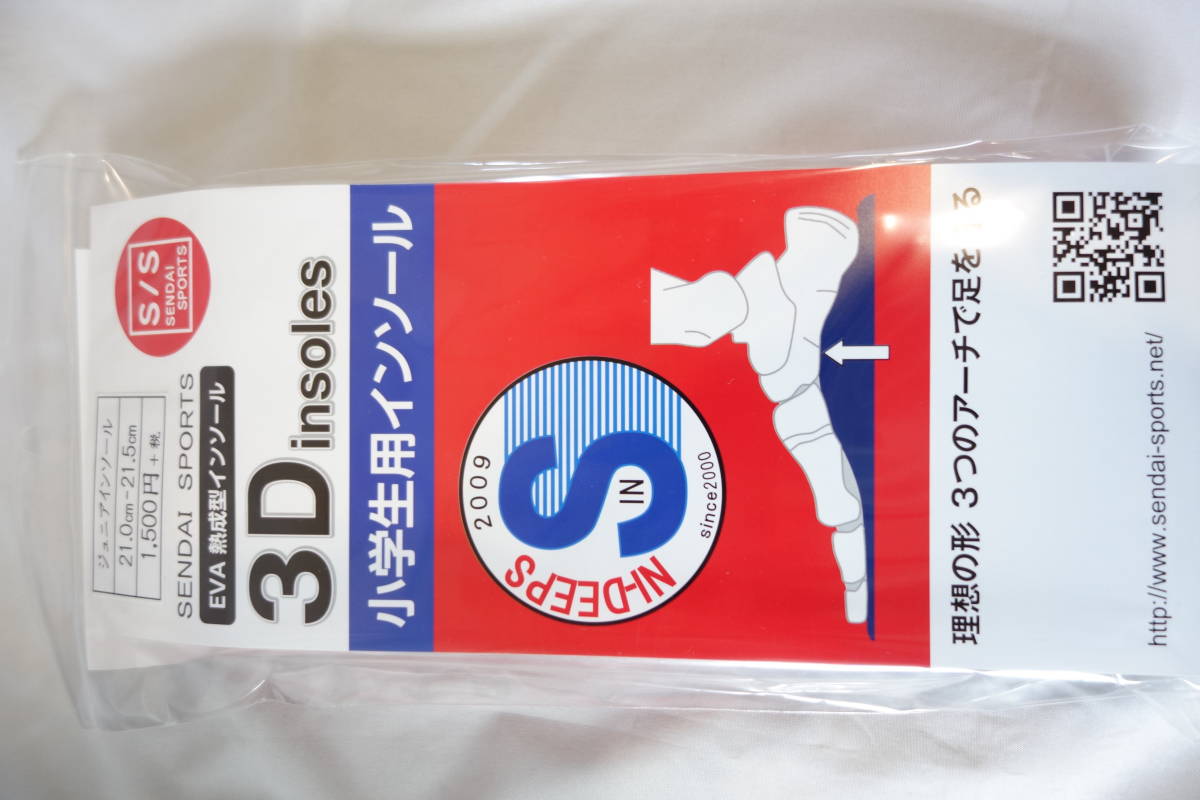 ジュニアインソール
21.0cm-21.5cm
1,500円+税
S/S
SENDAI
SPORTS
SENDAI SPORTS
EVA 熱成型インソール
3D insoles
小学生用インソール
2009
S
IN
NI-DEEPS
since2000
理想の形 3つのアーチで足を
る
http://www.sendai-sports.net/